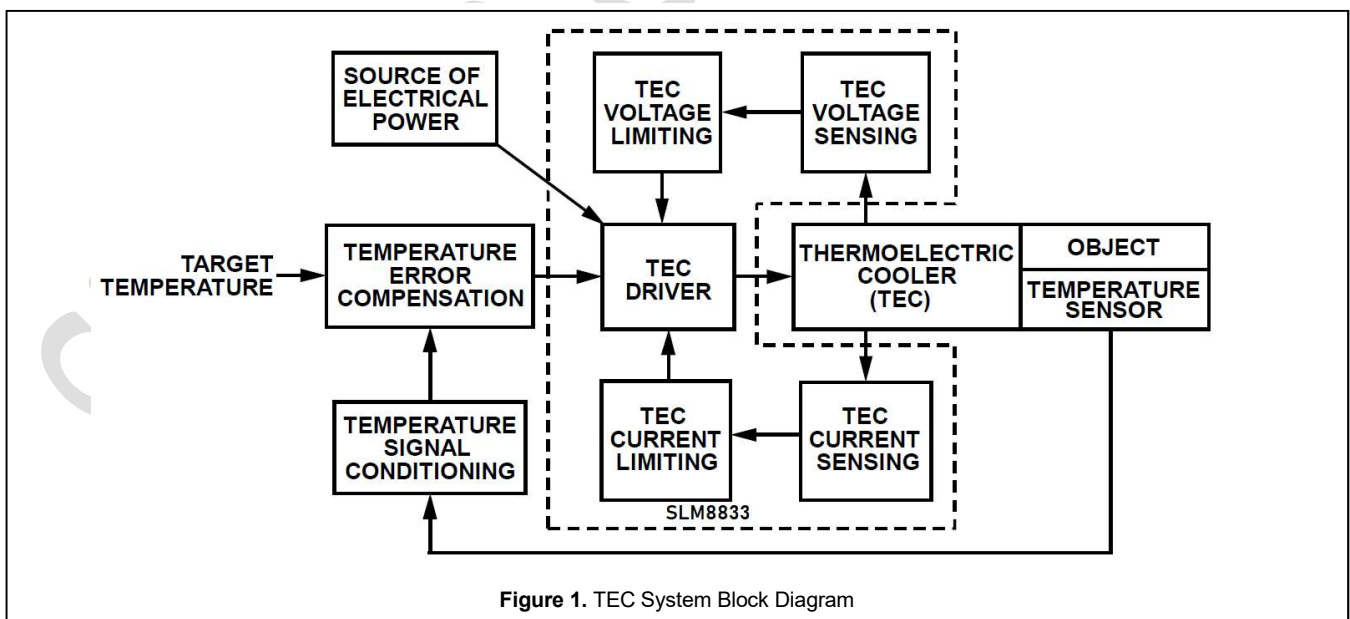 SOURCE OF
ELECTRICAL
POWER
TEC
VOLTAGE
LIMITING
TEC
VOLTAGE
SENSING
TARGET
TEMPERATURE
TEMPERATURE
ERROR
COMPENSATION
TEC
DRIVER
THERMOELECTRIC
COOLER
(TEC)
OBJECT
TEMPERATURE
SENSOR
TEMPERATURE
SIGNAL
CONDITIONING
TEC
CURRENT
LIMITING
TEC
CURRENT
SENSING
SLM8833
Figure 1. TEC System Block Diagram